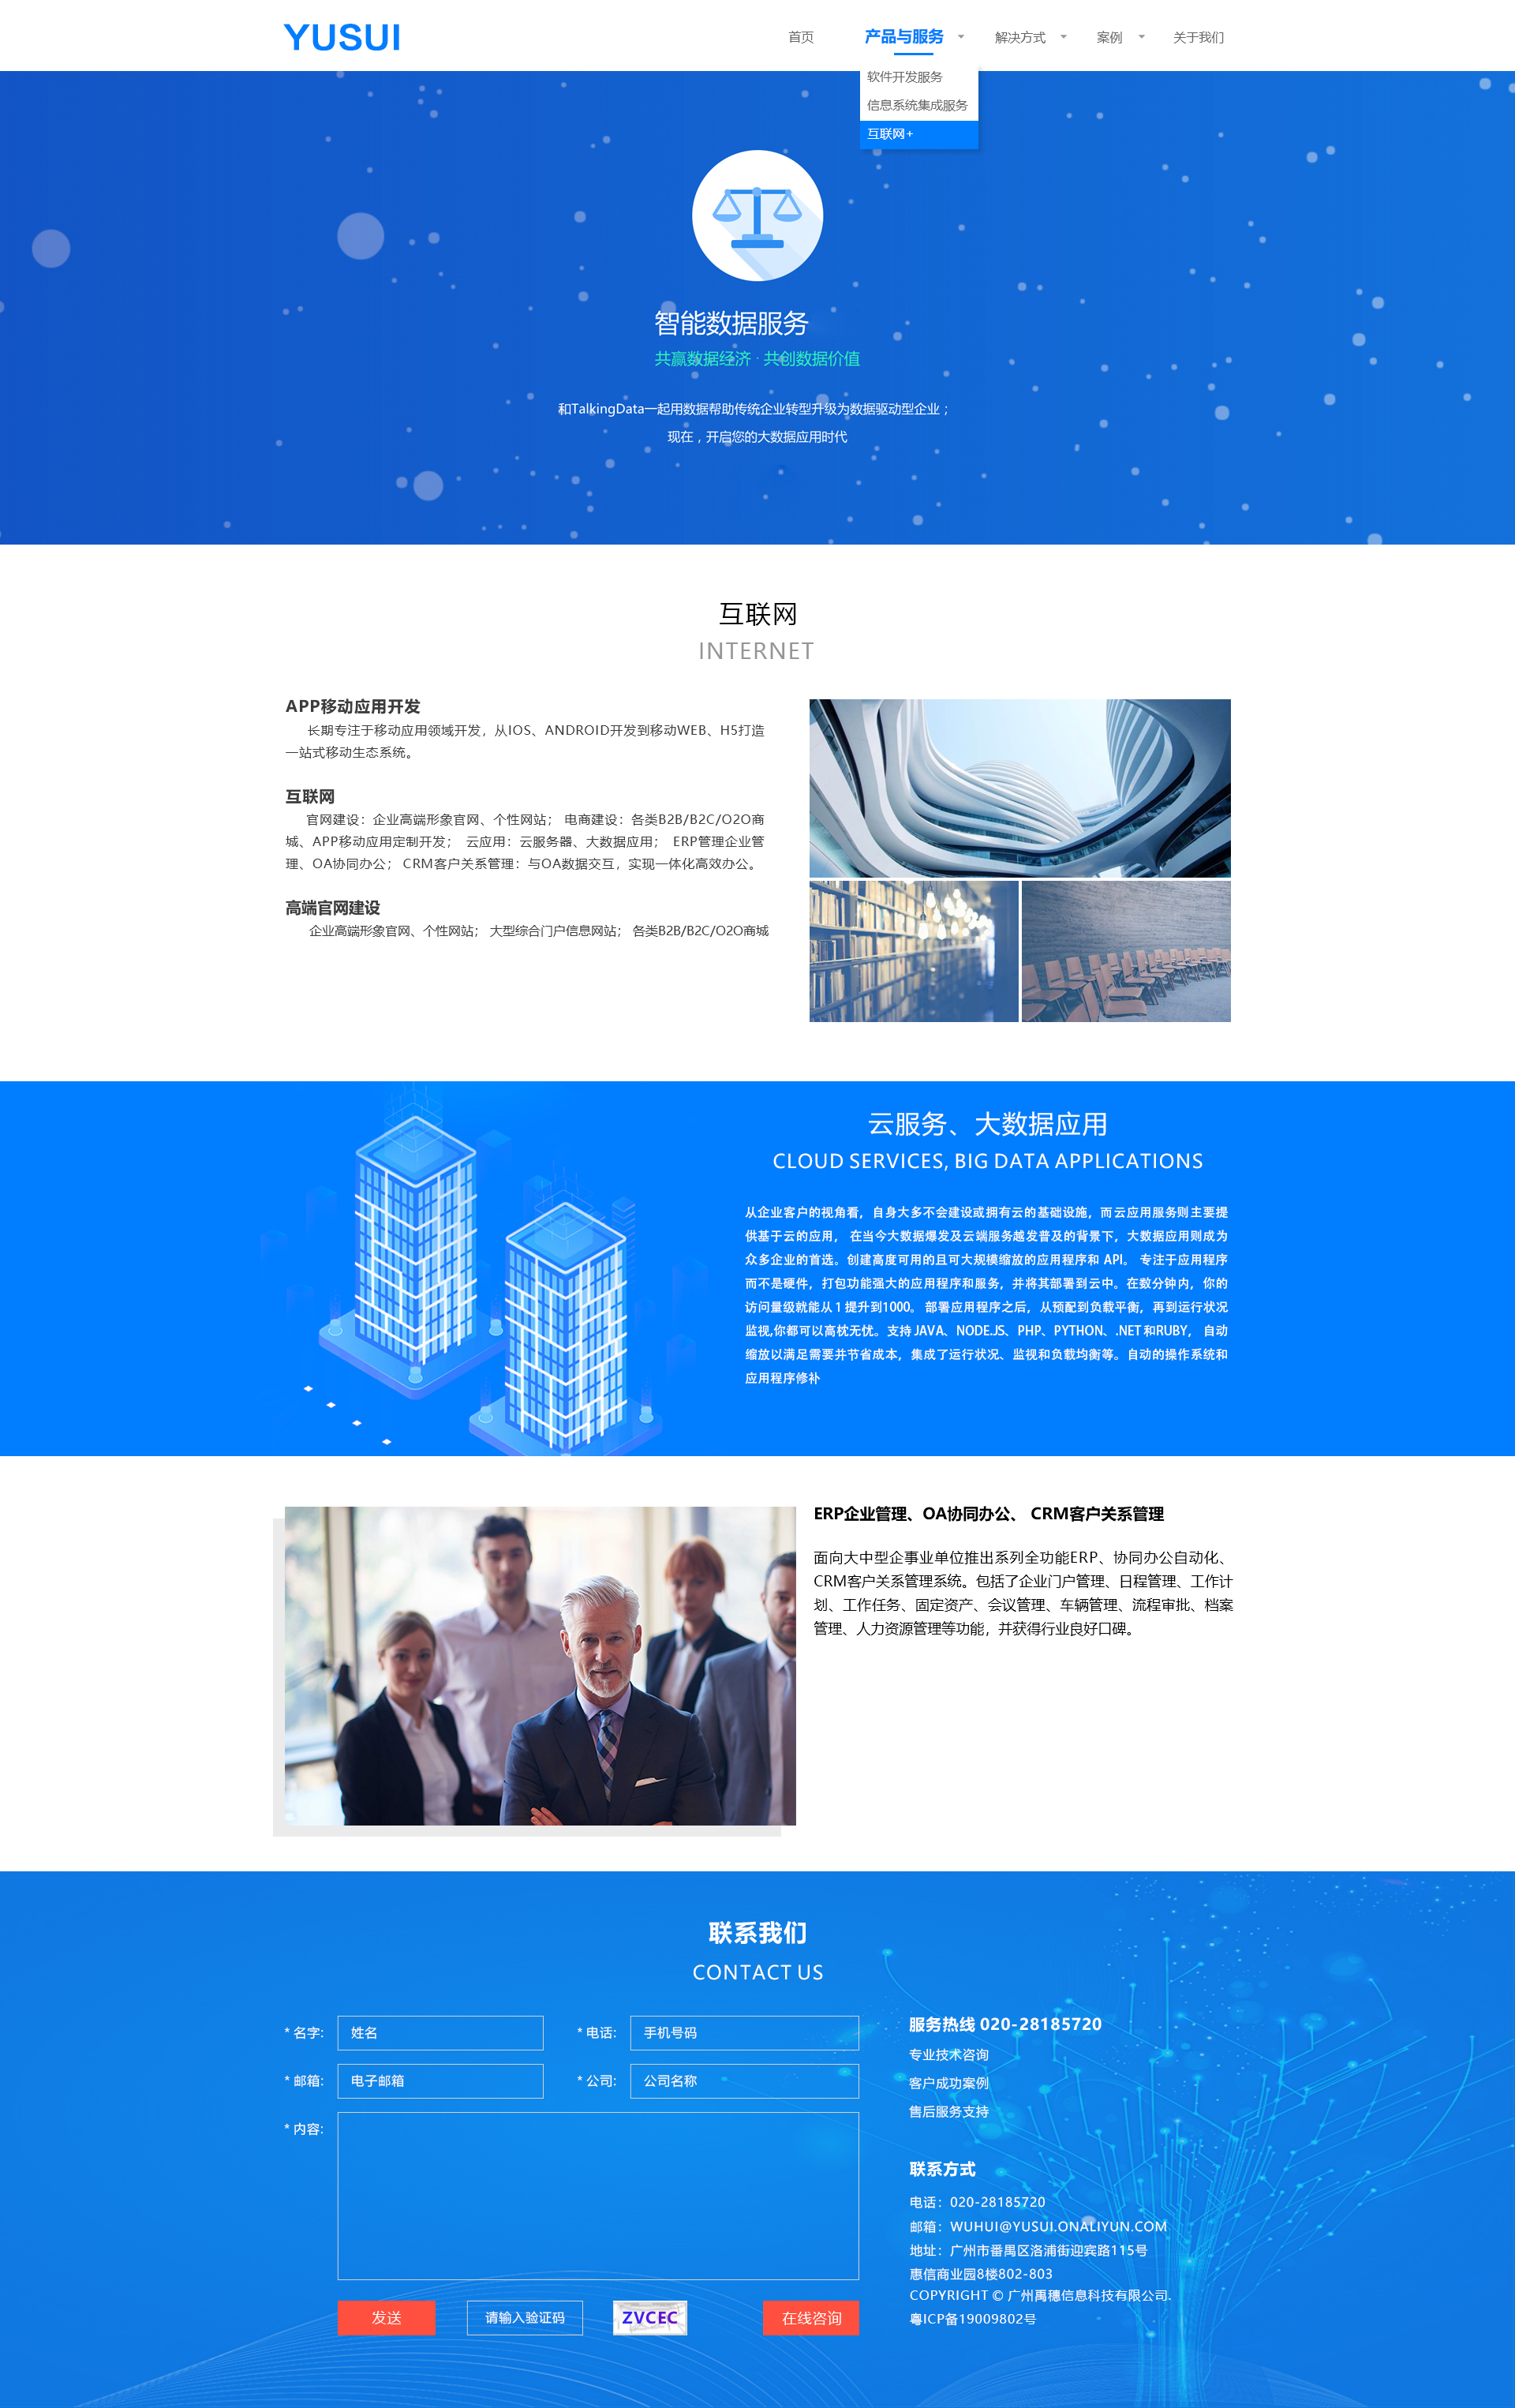 YUSUI
首页 产品与服务 解决方式 案例 关于我们
软件开发服务
信息系统集成服务
互联网+
智能数据服务
共赢数据经济 · 共创数据价值
和TalkingData一起用数据帮助传统企业转型升级为数据驱动型企业；
现在，开启您的大数据应用时代
互联网
INTERNET
APP移动应用开发
长期专注于移动应用领域开发，从IOS、ANDROID开发到移动WEB、H5打造
一站式移动生态系统。
互联网
官网建设：企业高端形象官网、个性网站； 电商建设：各类B2B/B2C/O2O商
城、APP移动应用定制开发； 云应用：云服务器、大数据应用； ERP管理企业管
理、OA协同办公； CRM客户关系管理：与OA数据交互，实现一体化高效办公。
高端官网建设
企业高端形象官网、个性网站； 大型综合门户信息网站； 各类B2B/B2C/O2O商城
云服务、大数据应用
CLOUD SERVICES, BIG DATA APPLICATIONS
从企业客户的视角看，自身大多不会建设或拥有云的基础设施，而云应用服务则主要提
供基于云的应用， 在当今大数据爆发及云端服务越发普及的背景下，大数据应用则成为
众多企业的首选。创建高度可用的且可大规模缩放的应用程序和 API。 专注于应用程序
而不是硬件，打包功能强大的应用程序和服务，并将其部署到云中。在数分钟内，你的
访问量级就能从 1 提升到1000。 部署应用程序之后，从预配到负载平衡，再到运行状况
监视,你都可以高枕无忧。支持 JAVA、NODE.JS、PHP、PYTHON、.NET 和RUBY， 自动
缩放以满足需要并节省成本，集成了运行状况、监视和负载均衡等。自动的操作系统和
应用程序修补
ERP企业管理、OA协同办公、 CRM客户关系管理
面向大中型企事业单位推出系列全功能ERP、协同办公自动化、
CRM客户关系管理系统。包括了企业门户管理、日程管理、工作计
划、工作任务、固定资产、会议管理、车辆管理、流程审批、档案
管理、人力资源管理等功能，并获得行业良好口碑。
联系我们
CONTACT US
* 名字: 姓名 * 电话: 手机号码
* 邮箱: 电子邮箱 * 公司: 公司名称
* 内容:
发送 请输入验证码 ZVCEC 在线咨询
服务热线 020-28185720
专业技术咨询
客户成功案例
售后服务支持
联系方式
电话：020-28185720
邮箱：WUHUI@YUSUI.ONALIYUN.COM
地址：广州市番禺区洛浦街迎宾路115号
惠信商业园8楼802-803
COPYRIGHT © 广州禹穗信息科技有限公司.
粤ICP备19009802号